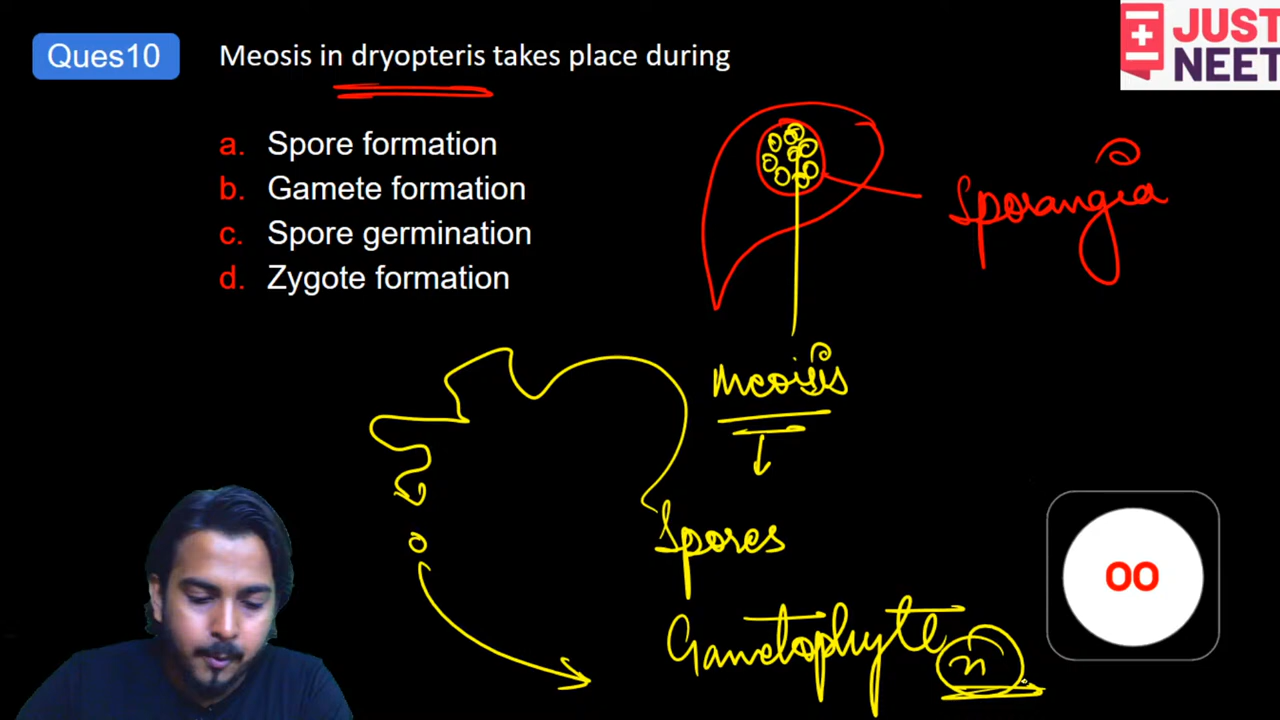 JUST
NEET
Ques10 Meosis in dryopteris takes place during
a. Spore formation
b. Gamete formation
c. Spore germination
d. Zygote formation
Sporangia
Meoisis
Spores
Gametophyte n
00